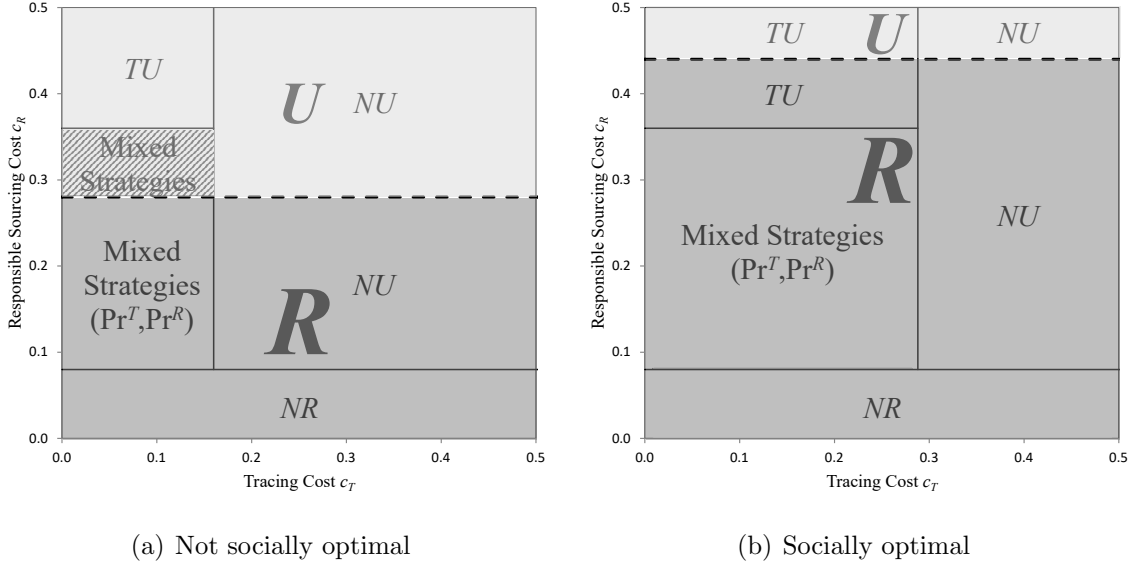 0.5
0.4
0.3
0.2
0.1
0.0
Responsible Sourcing Cost c_R
TU
U
NU
Mixed
Strategies
Mixed
Strategies
(Pr^T,Pr^R)
NU
R
NR
0.0 0.1 0.2 0.3 0.4 0.5
Tracing Cost c_T
(a) Not socially optimal
0.5
0.4
0.3
0.2
0.1
0.0
Responsible Sourcing Cost c_R
TU
U
NU
TU
R
Mixed Strategies
(Pr^T,Pr^R)
NU
NR
0.0 0.1 0.2 0.3 0.4 0.5
Tracing Cost c_T
(b) Socially optimal